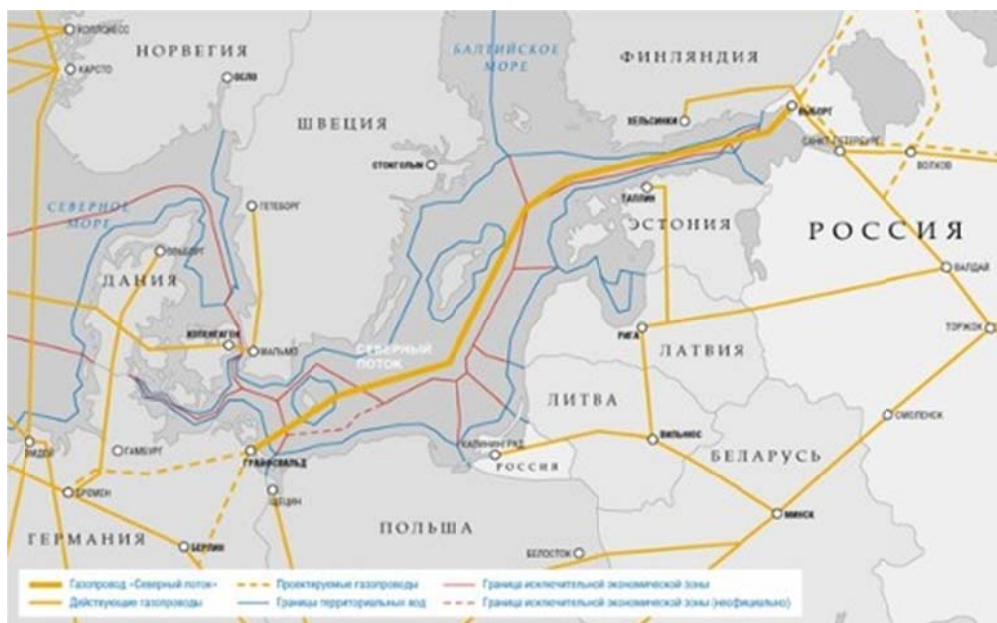 КОЛЛСНЕСС
КАРСТО
НОРВЕГИЯ
ОСЛО
ШВЕЦИЯ
СТОКГОЛЬМ
БАЛТИЙСКОЕ
МОРЕ
ФИНЛЯНДИЯ
ХЕЛЬСИНКИ
ВЫБОРГ
САНКТ-ПЕТЕРБУРГ
ВОЛХОВ
ТАЛЛИН
ЭСТОНИЯ
РОССИЯ
СЕВЕРНОЕ
МОРЕ
ГЕТЕБОРГ
ОЛЬБОРГ
ДАНИЯ
ВАЛДАЙ
КОПЕНГАГЕН
МАЛЬМЁ
СЕВЕРНЫЙ
ПОТОК
РИГА
ЛАТВИЯ
ТОРЖОК
ЛИТВА
СМОЛЕНСК
ВИЛЬНЮС
КАЛИНИНГРАД
РОССИЯ
БЕЛАРУСЬ
ГАМБУРГ
ГРАЙФСВАЛЬД
БРЕМЕН
ЩЕЦИН
МИНСК
ГЕРМАНИЯ
БЕРЛИН
ПОЛЬША
БЕЛОСТОК
Газопровод «Северный поток»
Действующие газопроводы
Проектируемые газопроводы
Границы территориальных вод
Граница исключительной экономической зоны
Граница исключительной экономической зоны (неофициально)